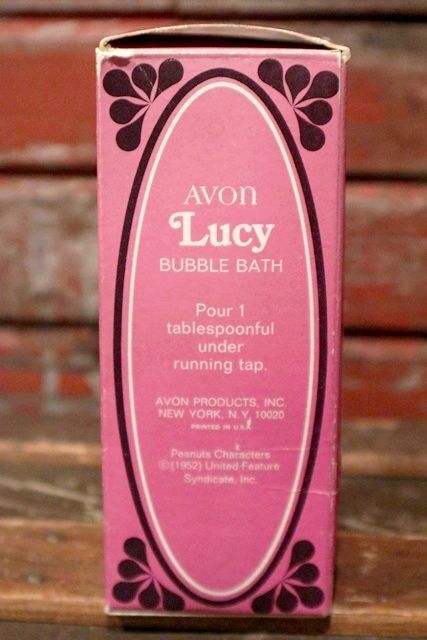 AVON
Lucy
BUBBLE BATH
Pour 1
tablespoonful
under
running tap.
AVON PRODUCTS, INC.
NEW YORK, N.Y. 10020
PRINTED IN U.S.A.
Peanuts Characters
©(1952) United Feature
Syndicate, Inc.